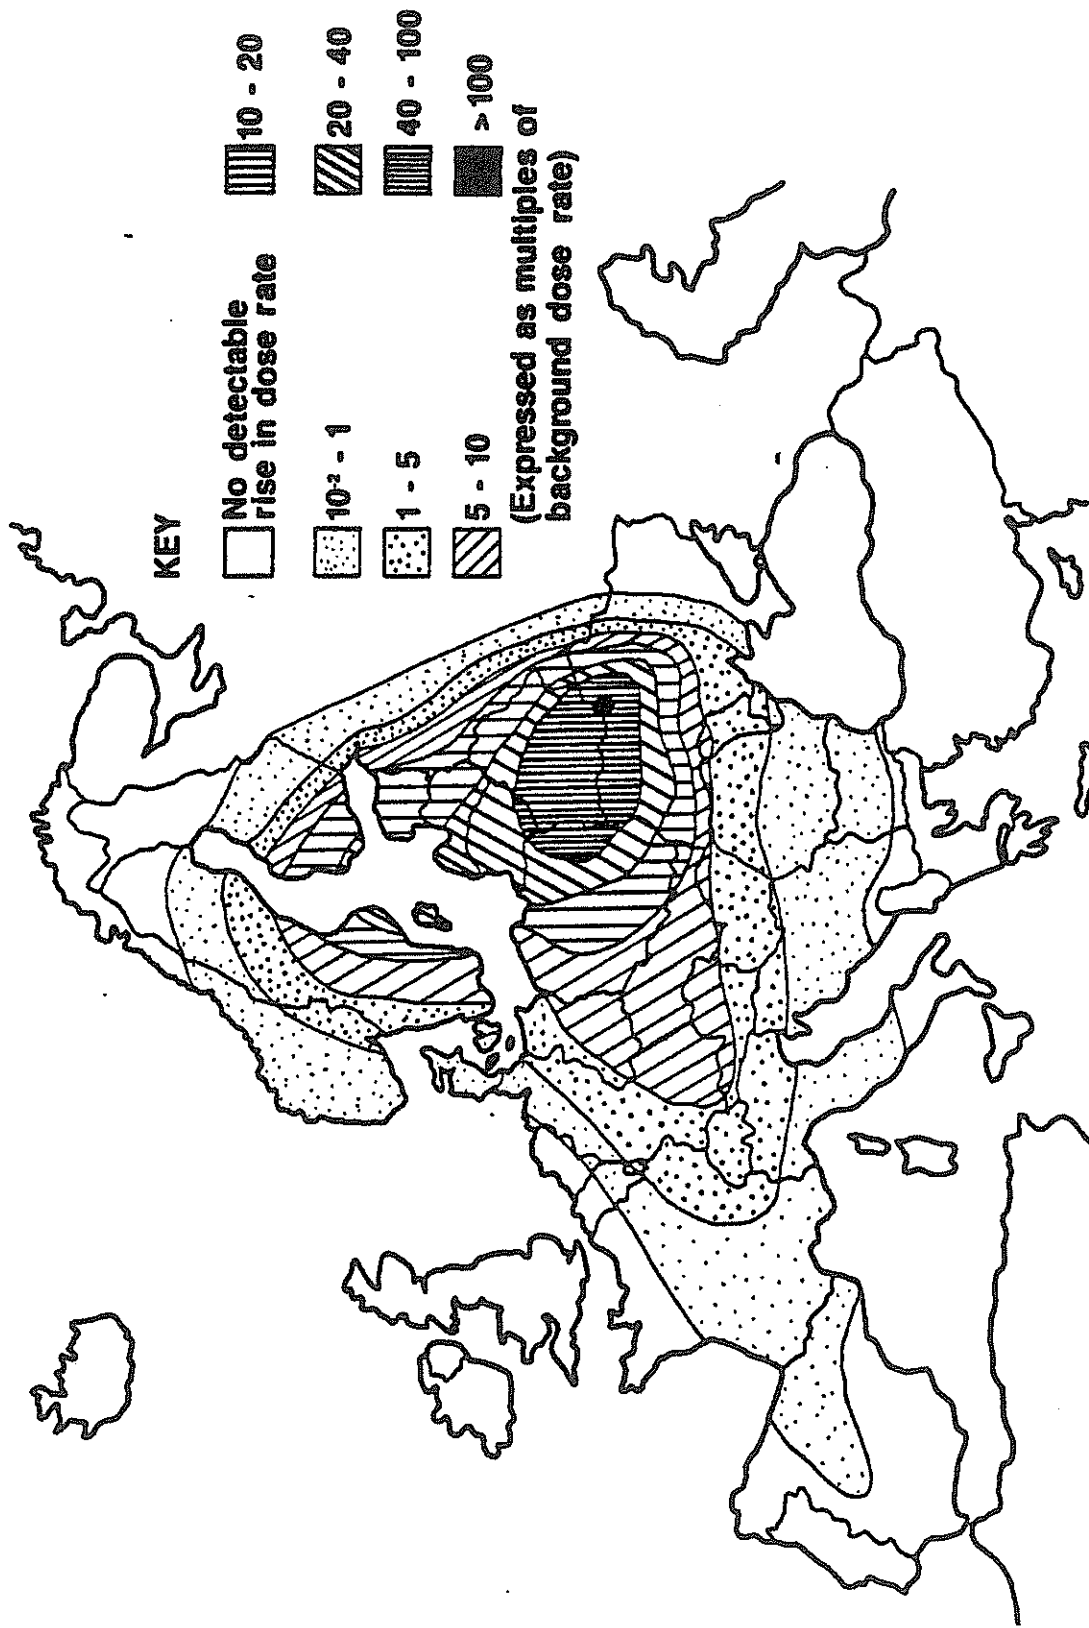 KEY
No detectable
rise in dose rate
10⁻² - 1
1 - 5
5 - 10
10 - 20
20 - 40
40 - 100
>100
(Expressed as multiples of
background dose rate)